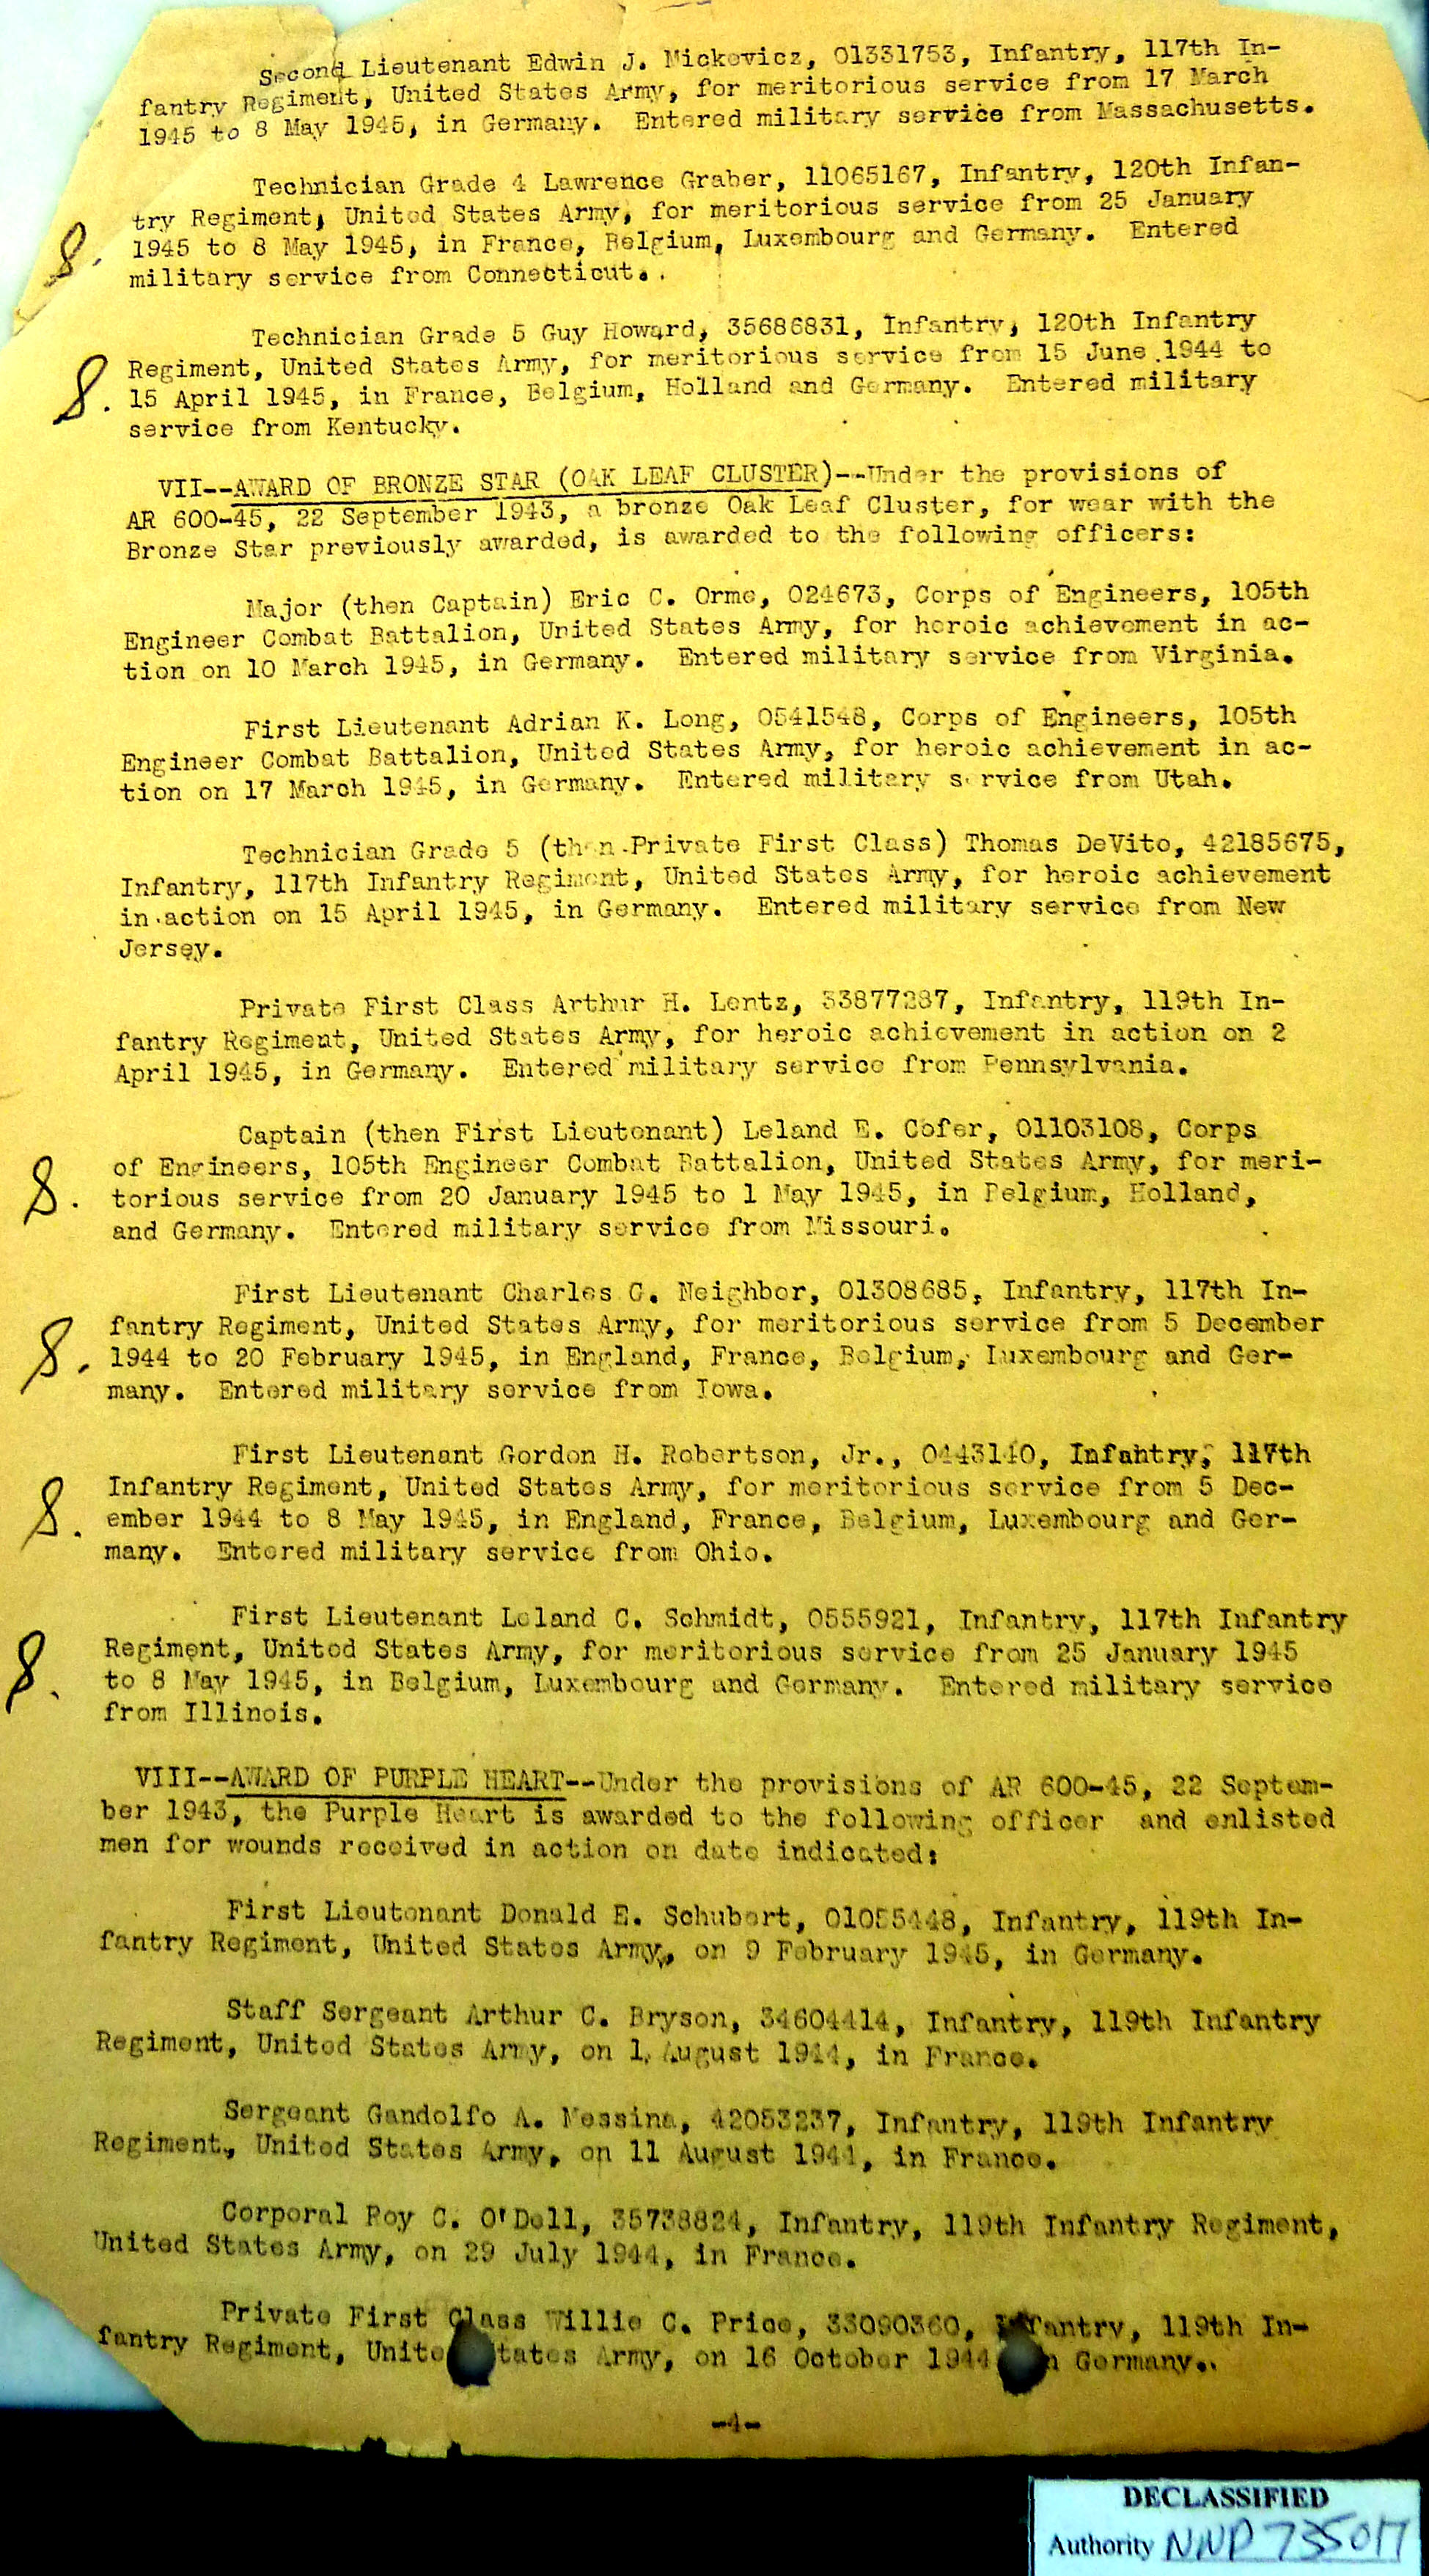 Second Lieutenant Edwin J. Mickovicz, 01331753, Infantry, 117th In-
fantry Regiment, United States Army, for meritorious service from 17 March
1945 to 8 May 1945, in Germany. Entered military service from Massachusetts.
Technician Grade 4 Lawrence Graber, 11065167, Infantry, 120th Infan-
try Regiment, United States Army, for meritorious service from 25 January
1945 to 8 May 1945, in France, Belgium, Luxembourg and Germany. Entered
8.
military service from Connecticut..
Technician Grade 5 Guy Howard, 35686831, Infantry, 120th Infantry
Regiment, United States Army, for meritorious service from 15 June 1944 to
8.
15 April 1945, in France, Belgium, Holland and Germany. Entered military
service from Kentucky.
VII--AWARD OF BRONZE STAR (OAK LEAF CLUSTER)--Under the provisions of
AR 600-45, 22 September 1943, a bronze Oak Leaf Cluster, for wear with the
Bronze Star previously awarded, is awarded to the following officers:
Major (then Captain) Eric C. Orme, 024673, Corps of Engineers, 105th
Engineer Combat Battalion, United States Army, for heroic achievement in ac-
tion on 10 March 1945, in Germany. Entered military service from Virginia.
First Lieutenant Adrian K. Long, 0541548, Corps of Engineers, 105th
Engineer Combat Battalion, United States Army, for heroic achievement in ac-
tion on 17 March 1945, in Germany. Entered military service from Utah.
Technician Grade 5 (then Private First Class) Thomas DeVito, 42185675,
Infantry, 117th Infantry Regiment, United States Army, for heroic achievement
in action on 15 April 1945, in Germany. Entered military service from New
Jersey.
Private First Class Arthur H. Lentz, 33877287, Infantry, 119th In-
fantry Regiment, United States Army, for heroic achievement in action on 2
April 1945, in Germany. Entered military service from Pennsylvania.
Captain (then First Lieutenant) Leland E. Cofer, 01103108, Corps
of Engineers, 105th Engineer Combat Battalion, United States Army, for meri-
8.
torious service from 20 January 1945 to 1 May 1945, in Belgium, Holland,
and Germany. Entered military service from Missouri.
First Lieutenant Charles G. Neighbor, 01308685, Infantry, 117th In-
fantry Regiment, United States Army, for meritorious service from 5 December
8.
1944 to 20 February 1945, in England, France, Belgium, Luxembourg and Ger-
many. Entered military service from Iowa.
First Lieutenant Gordon H. Robertson, Jr., 0443140, Infantry, 117th
Infantry Regiment, United States Army, for meritorious service from 5 Dec-
8.
ember 1944 to 8 May 1945, in England, France, Belgium, Luxembourg and Ger-
many. Entered military service from Ohio.
First Lieutenant Leland C. Schmidt, 0555921, Infantry, 117th Infantry
Regiment, United States Army, for meritorious service from 25 January 1945
8.
to 8 May 1945, in Belgium, Luxembourg and Germany. Entered military service
from Illinois.
VIII--AWARD OF PURPLE HEART--Under the provisions of AR 600-45, 22 Septem-
ber 1943, the Purple Heart is awarded to the following officer and enlisted
men for wounds received in action on date indicated:
First Lieutenant Donald E. Schubert, 01055448, Infantry, 119th In-
fantry Regiment, United States Army, on 9 February 1945, in Germany.
Staff Sergeant Arthur C. Bryson, 34604414, Infantry, 119th Infantry
Regiment, United States Army, on 1 August 1944, in France.
Sergeant Gandolfo A. Messina, 42053237, Infantry, 119th Infantry
Regiment, United States Army, on 11 August 1944, in France.
Corporal Roy C. O'Dell, 35738824, Infantry, 119th Infantry Regiment,
United States Army, on 29 July 1944, in France.
Private First Class Willie C. Price, 33090360, Infantry, 119th In-
fantry Regiment, United States Army, on 16 October 1944 in Germany..
-4-
DECLASSIFIED
Authority NND 735017